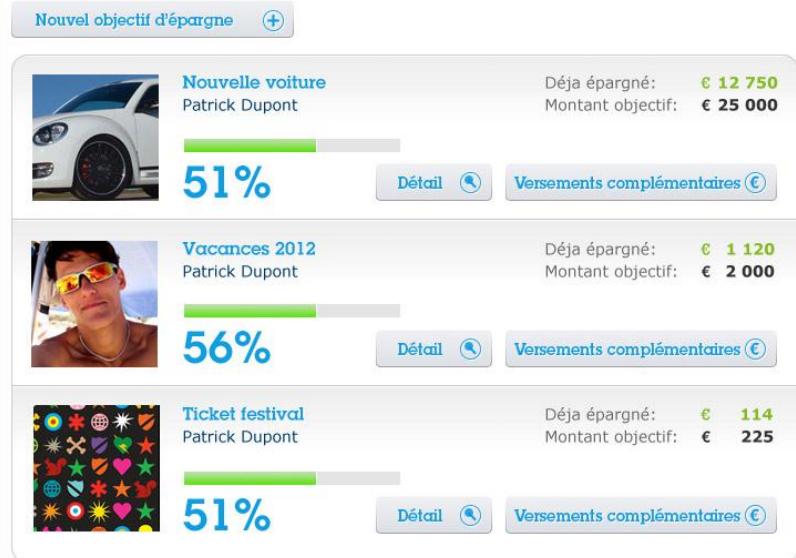 Nouvel objectif d'épargne
Nouvelle voiture
Patrick Dupont
Déja épargné: € 12 750
Montant objectif: € 25 000
51%
Détail
Versements complémentaires €
Vacances 2012
Patrick Dupont
Déja épargné: € 1 120
Montant objectif: € 2 000
56%
Détail
Versements complémentaires €
Ticket festival
Patrick Dupont
Déja épargné: € 114
Montant objectif: € 225
51%
Détail
Versements complémentaires €